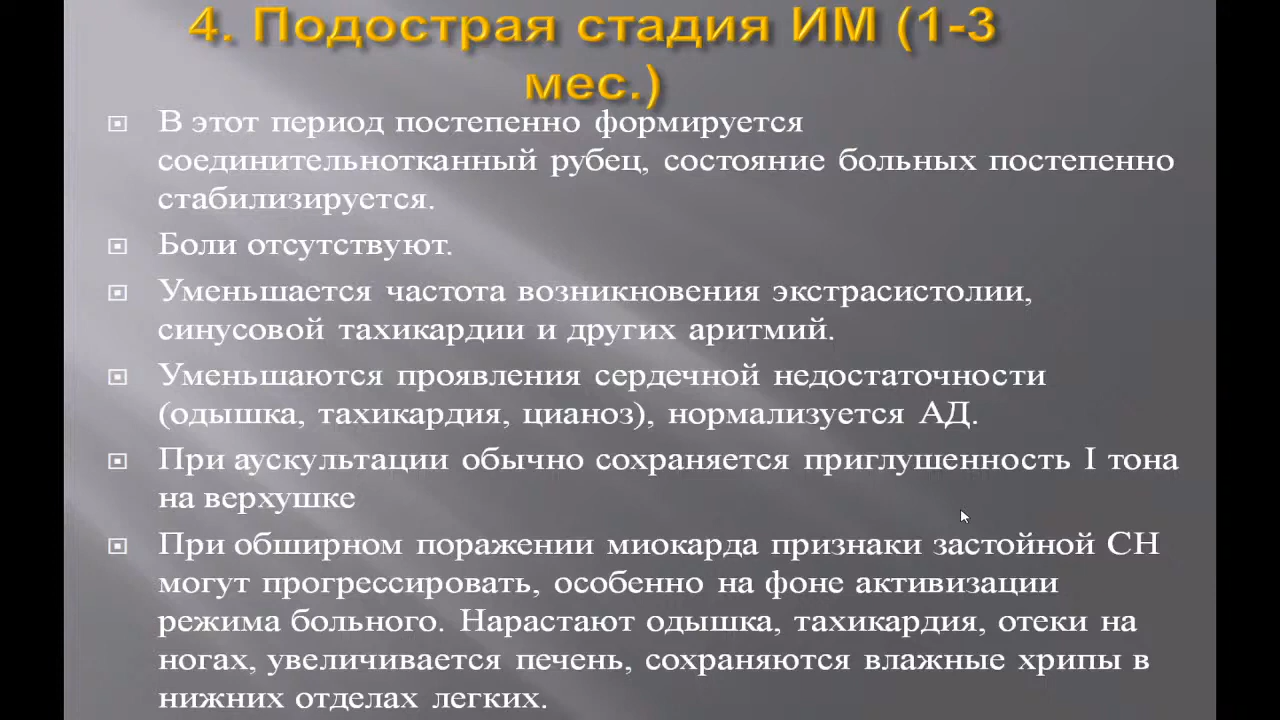 4. Подострая стадия ИМ (1-3
мес.)
В этот период постепенно формируется
соединительнотканный рубец, состояние больных постепенно
стабилизируется.
Боли отсутствуют.
Уменьшается частота возникновения экстрасистолии,
синусовой тахикардии и других аритмий.
Уменьшаются проявления сердечной недостаточности
(одышка, тахикардия, цианоз), нормализуется АД.
При аускультации обычно сохраняется приглушенность I тона
на верхушке
При обширном поражении миокарда признаки застойной СН
могут прогрессировать, особенно на фоне активизации
режима больного. Нарастают одышка, тахикардия, отеки на
ногах, увеличивается печень, сохраняются влажные хрипы в
нижних отделах легких.